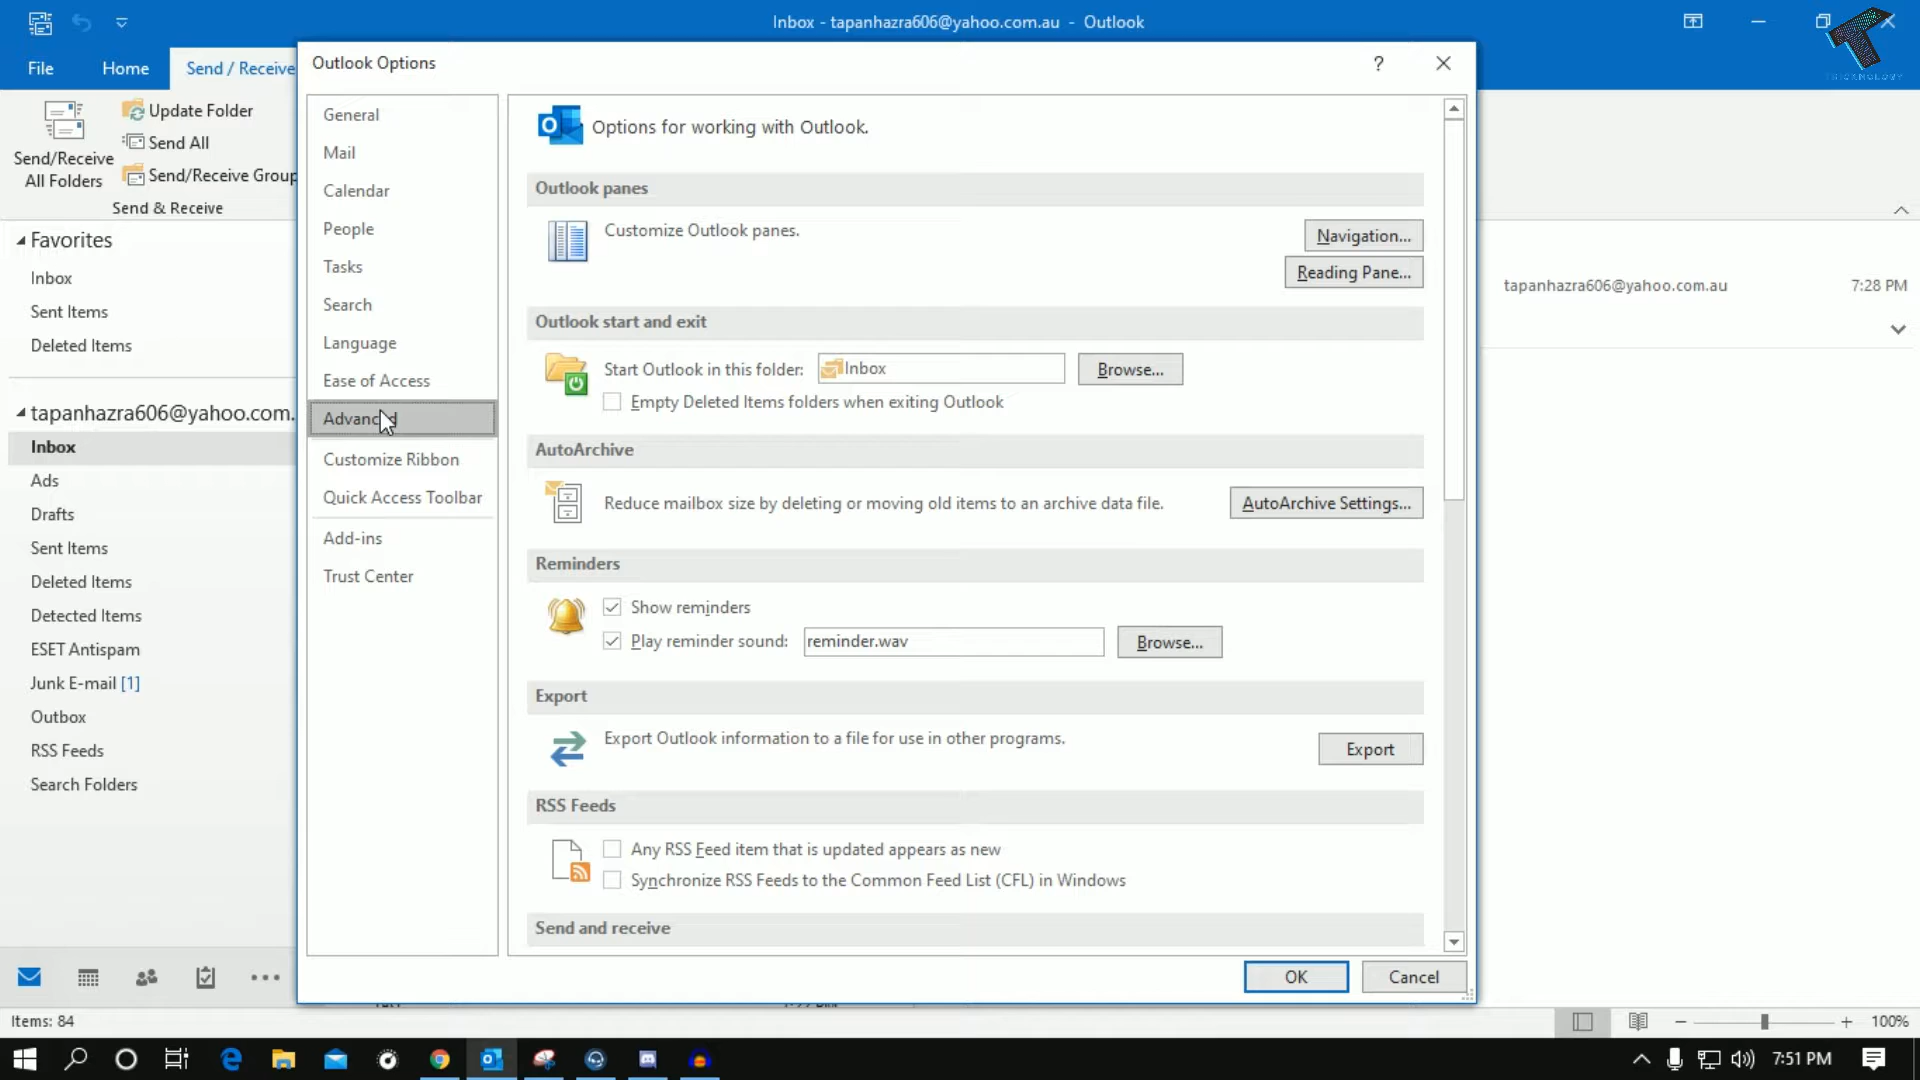 Inbox - tapanhazra606@yahoo.com.au - Outlook
TRICKNOLOGY
File
Home
Send / Receive
Send/Receive
All Folders
Update Folder
Send All
Send/Receive Group
Send & Receive
Favorites
Inbox
Sent Items
Deleted Items
tapanhazra606@yahoo.com.
Inbox
Ads
Drafts
Sent Items
Deleted Items
Detected Items
ESET Antispam
Junk E-mail [1]
Outbox
RSS Feeds
Search Folders
Items: 84
Outlook Options
?
General
Mail
Calendar
People
Tasks
Search
Language
Ease of Access
Advanced
Customize Ribbon
Quick Access Toolbar
Add-ins
Trust Center
Options for working with Outlook.
Outlook panes
Customize Outlook panes.
Navigation...
Reading Pane...
Outlook start and exit
Start Outlook in this folder:
Inbox
Browse...
Empty Deleted Items folders when exiting Outlook
AutoArchive
Reduce mailbox size by deleting or moving old items to an archive data file.
AutoArchive Settings...
Reminders
Show reminders
Play reminder sound:
reminder.wav
Browse...
Export
Export Outlook information to a file for use in other programs.
Export
RSS Feeds
Any RSS Feed item that is updated appears as new
Synchronize RSS Feeds to the Common Feed List (CFL) in Windows
Send and receive
OK
Cancel
tapanhazra606@yahoo.com.au
7:28 PM
100%
7:51 PM